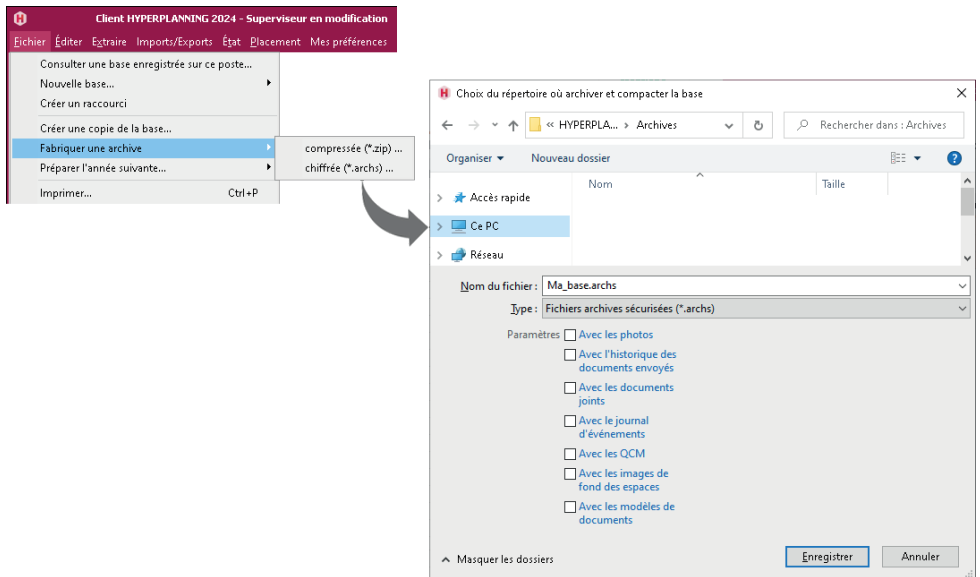 Client HYPERPLANNING 2024 - Superviseur en modification
Fichier Éditer Extraire Imports/Exports État Placement Mes préférences
Consulter une base enregistrée sur ce poste...
Nouvelle base...
Créer un raccourci
Créer une copie de la base...
Fabriquer une archive
compressée (*.zip) ...
chiffrée (*.archs) ...
Préparer l'année suivante...
Imprimer... Ctrl+P
Choix du répertoire où archiver et compacter la base
« HYPERPLA... › Archives
Rechercher dans : Archives
Organiser Nouveau dossier
Nom Taille
Accès rapide
Ce PC
Réseau
Nom du fichier : Ma_base.archs
Type : Fichiers archives sécurisées (*.archs)
Paramètres Avec les photos
Avec l'historique des
documents envoyés
Avec les documents
joints
Avec le journal
d'événements
Avec les QCM
Avec les images de
fond des espaces
Avec les modèles de
documents
Masquer les dossiers
Enregistrer Annuler